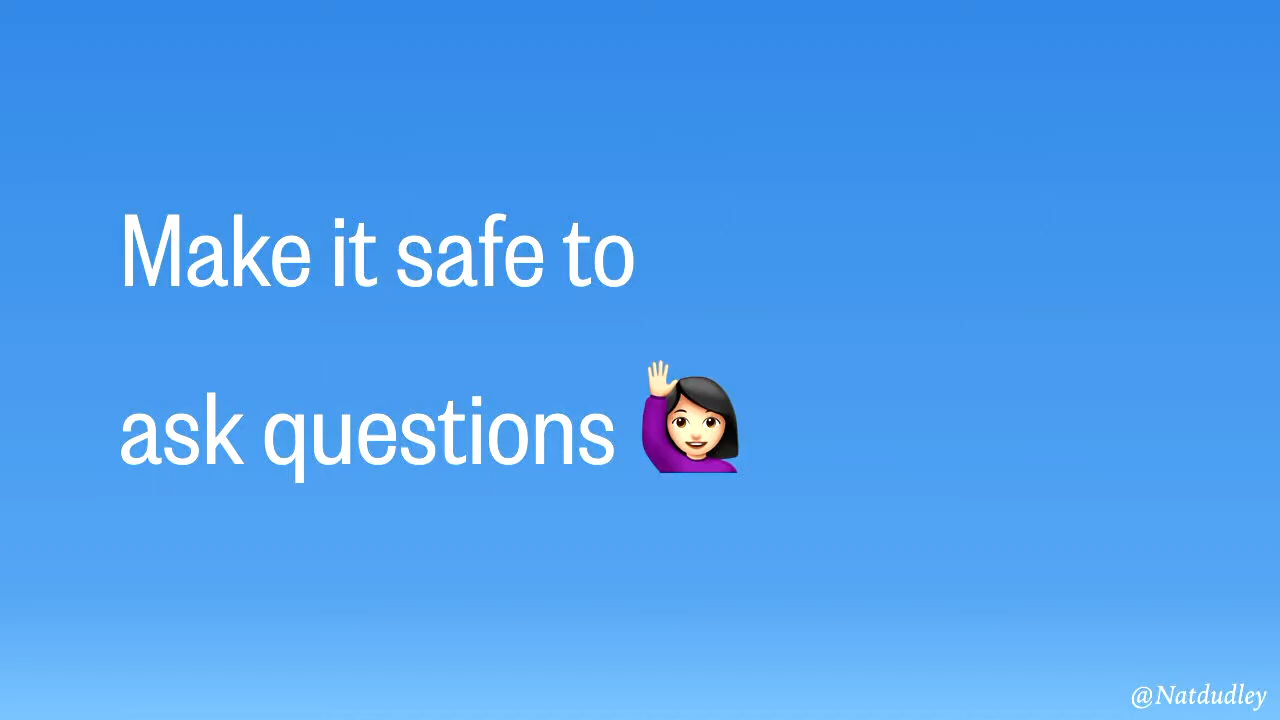 Make it safe to
ask questions 🙋🏻‍♀️
@Natdudley